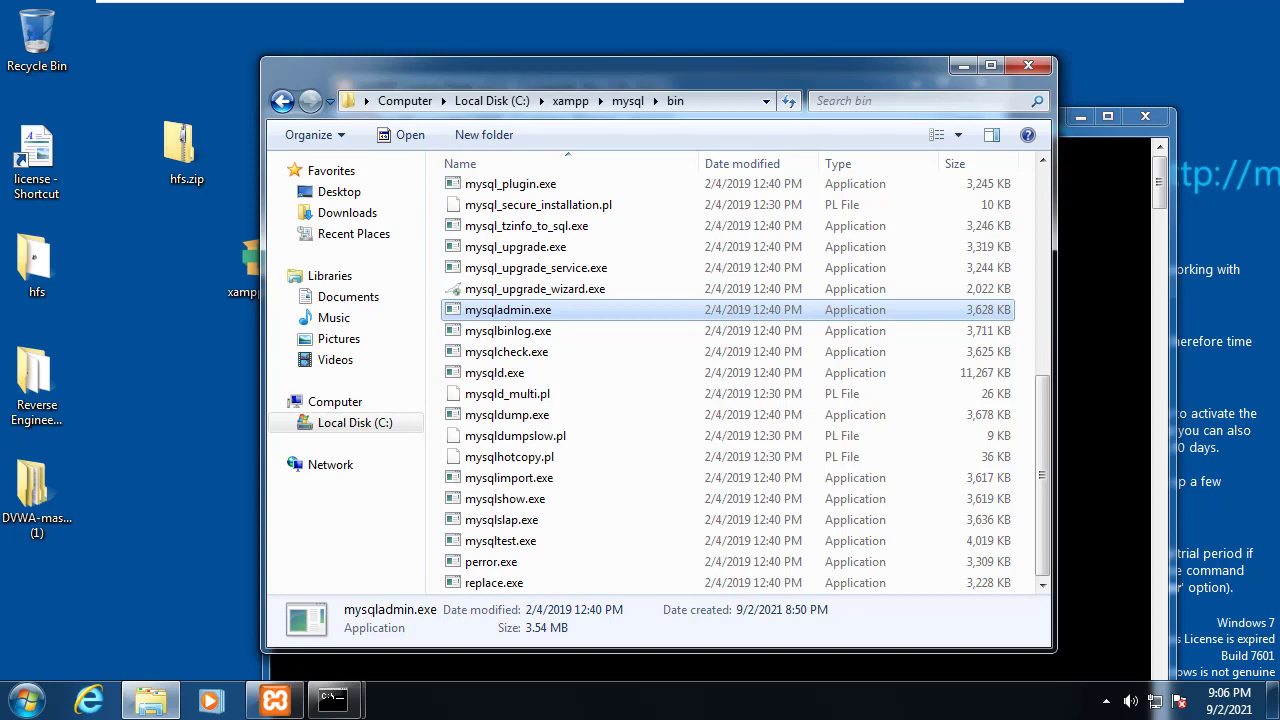 Recycle Bin
license -
Shortcut
hfs.zip
hfs
xampp
Reverse
Enginee...
DVWA-mas...
(1)
Computer
Local Disk (C:)
xampp
mysql
bin
Search bin
Organize
Open
New folder
Favorites
Desktop
Downloads
Recent Places
Libraries
Documents
Music
Pictures
Videos
Computer
Local Disk (C:)
Network
Name Date modified Type Size
mysql_plugin.exe 2/4/2019 12:40 PM Application 3,245 KB
mysql_secure_installation.pl 2/4/2019 12:30 PM PL File 10 KB
mysql_tzinfo_to_sql.exe 2/4/2019 12:40 PM Application 3,246 KB
mysql_upgrade.exe 2/4/2019 12:40 PM Application 3,319 KB
mysql_upgrade_service.exe 2/4/2019 12:40 PM Application 3,244 KB
mysql_upgrade_wizard.exe 2/4/2019 12:40 PM Application 2,022 KB
mysqladmin.exe 2/4/2019 12:40 PM Application 3,628 KB
mysqlbinlog.exe 2/4/2019 12:40 PM Application 3,711 KB
mysqlcheck.exe 2/4/2019 12:40 PM Application 3,625 KB
mysqld.exe 2/4/2019 12:40 PM Application 11,267 KB
mysqld_multi.pl 2/4/2019 12:30 PM PL File 26 KB
mysqldump.exe 2/4/2019 12:40 PM Application 3,678 KB
mysqldumpslow.pl 2/4/2019 12:30 PM PL File 9 KB
mysqlhotcopy.pl 2/4/2019 12:30 PM PL File 36 KB
mysqlimport.exe 2/4/2019 12:40 PM Application 3,617 KB
mysqlshow.exe 2/4/2019 12:40 PM Application 3,619 KB
mysqlslap.exe 2/4/2019 12:40 PM Application 3,636 KB
mysqltest.exe 2/4/2019 12:40 PM Application 4,019 KB
perror.exe 2/4/2019 12:40 PM Application 3,309 KB
replace.exe 2/4/2019 12:40 PM Application 3,228 KB
mysqladmin.exe Date modified: 2/4/2019 12:40 PM Date created: 9/2/2021 8:50 PM
Application Size: 3.54 MB
tp://m
orking with
herefore time
to activate the
you can also
0 days.
p a few
trial period if
e command
r' option).
Windows 7
s License is expired
Build 7601
ows is not genuine
C:\
9:06 PM
9/2/2021